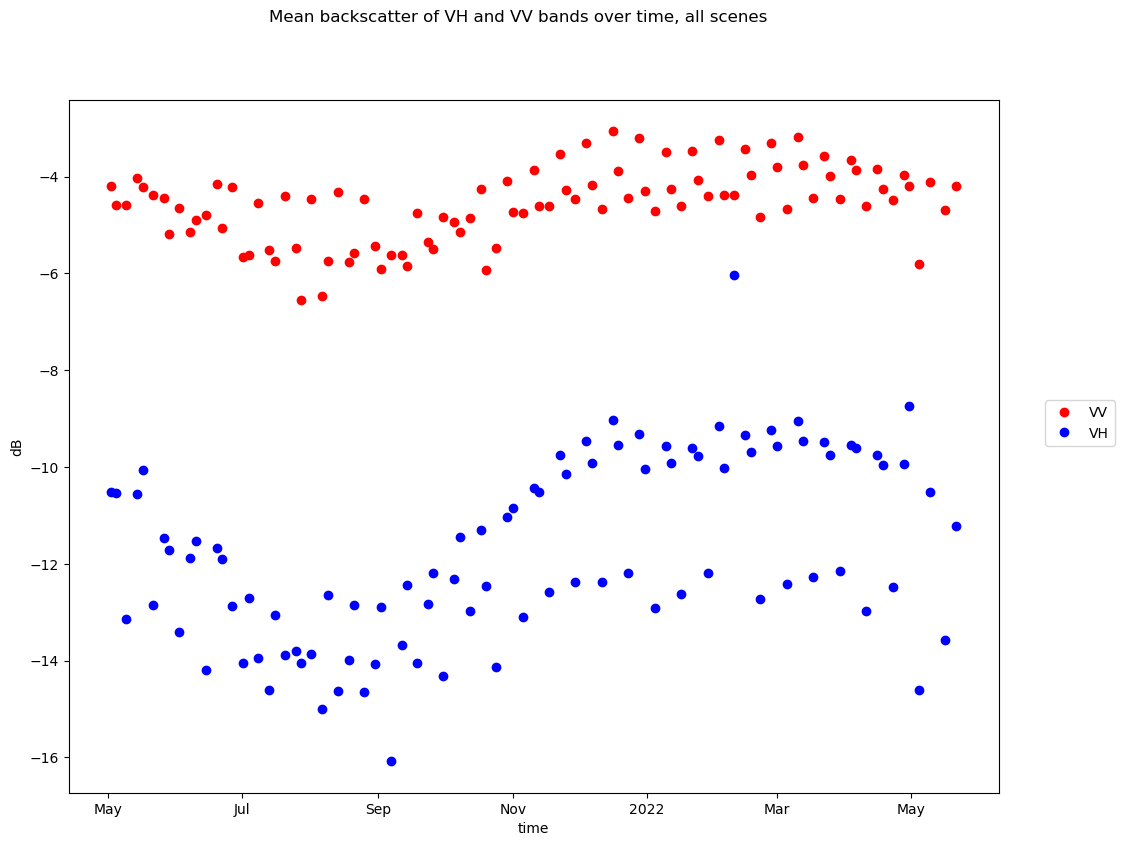 Mean backscatter of VH and VV bands over time, all scenes
−4
−6
−8
−10
−12
−14
−16
dB
May
Jul
Sep
Nov
2022
Mar
May
time
VV
VH